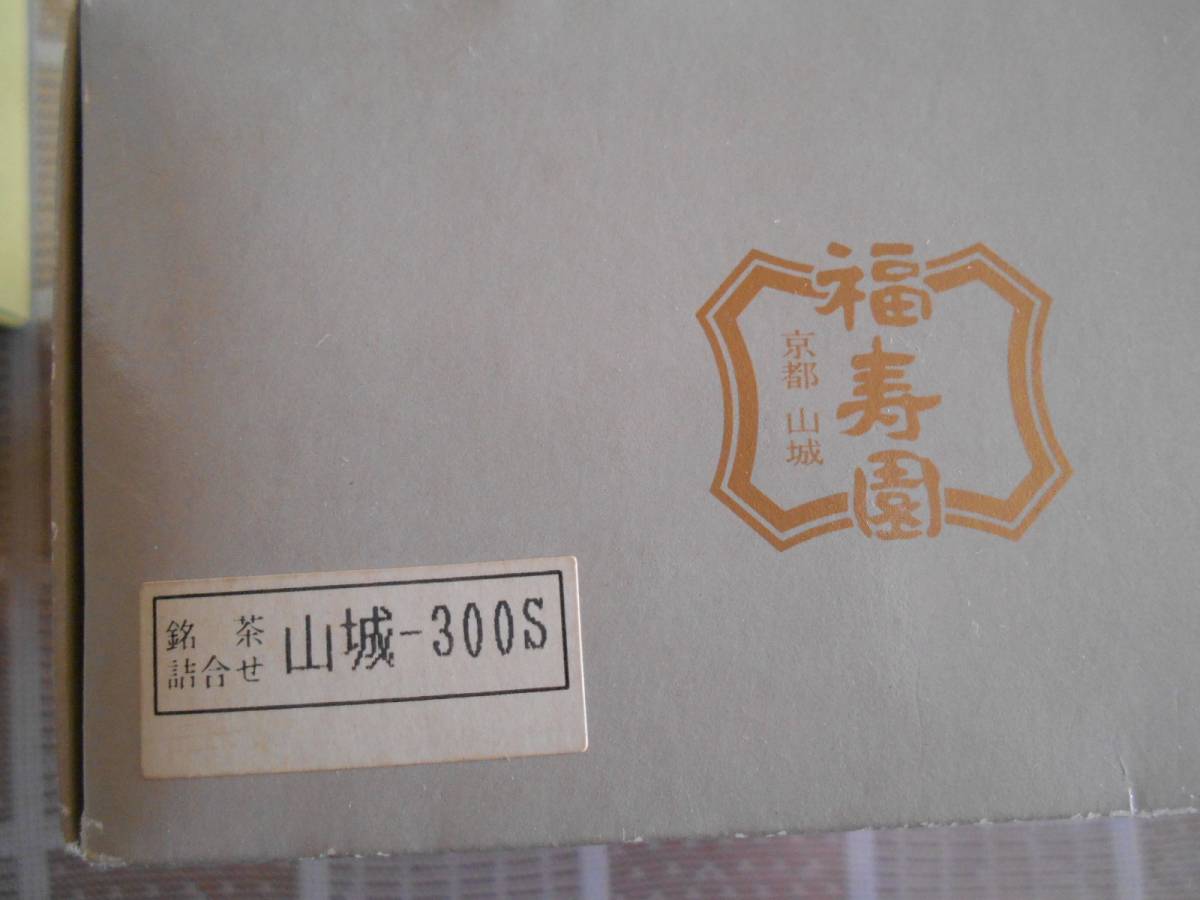 福寿園
京都 山城
銘茶
詰合せ
山城-300S